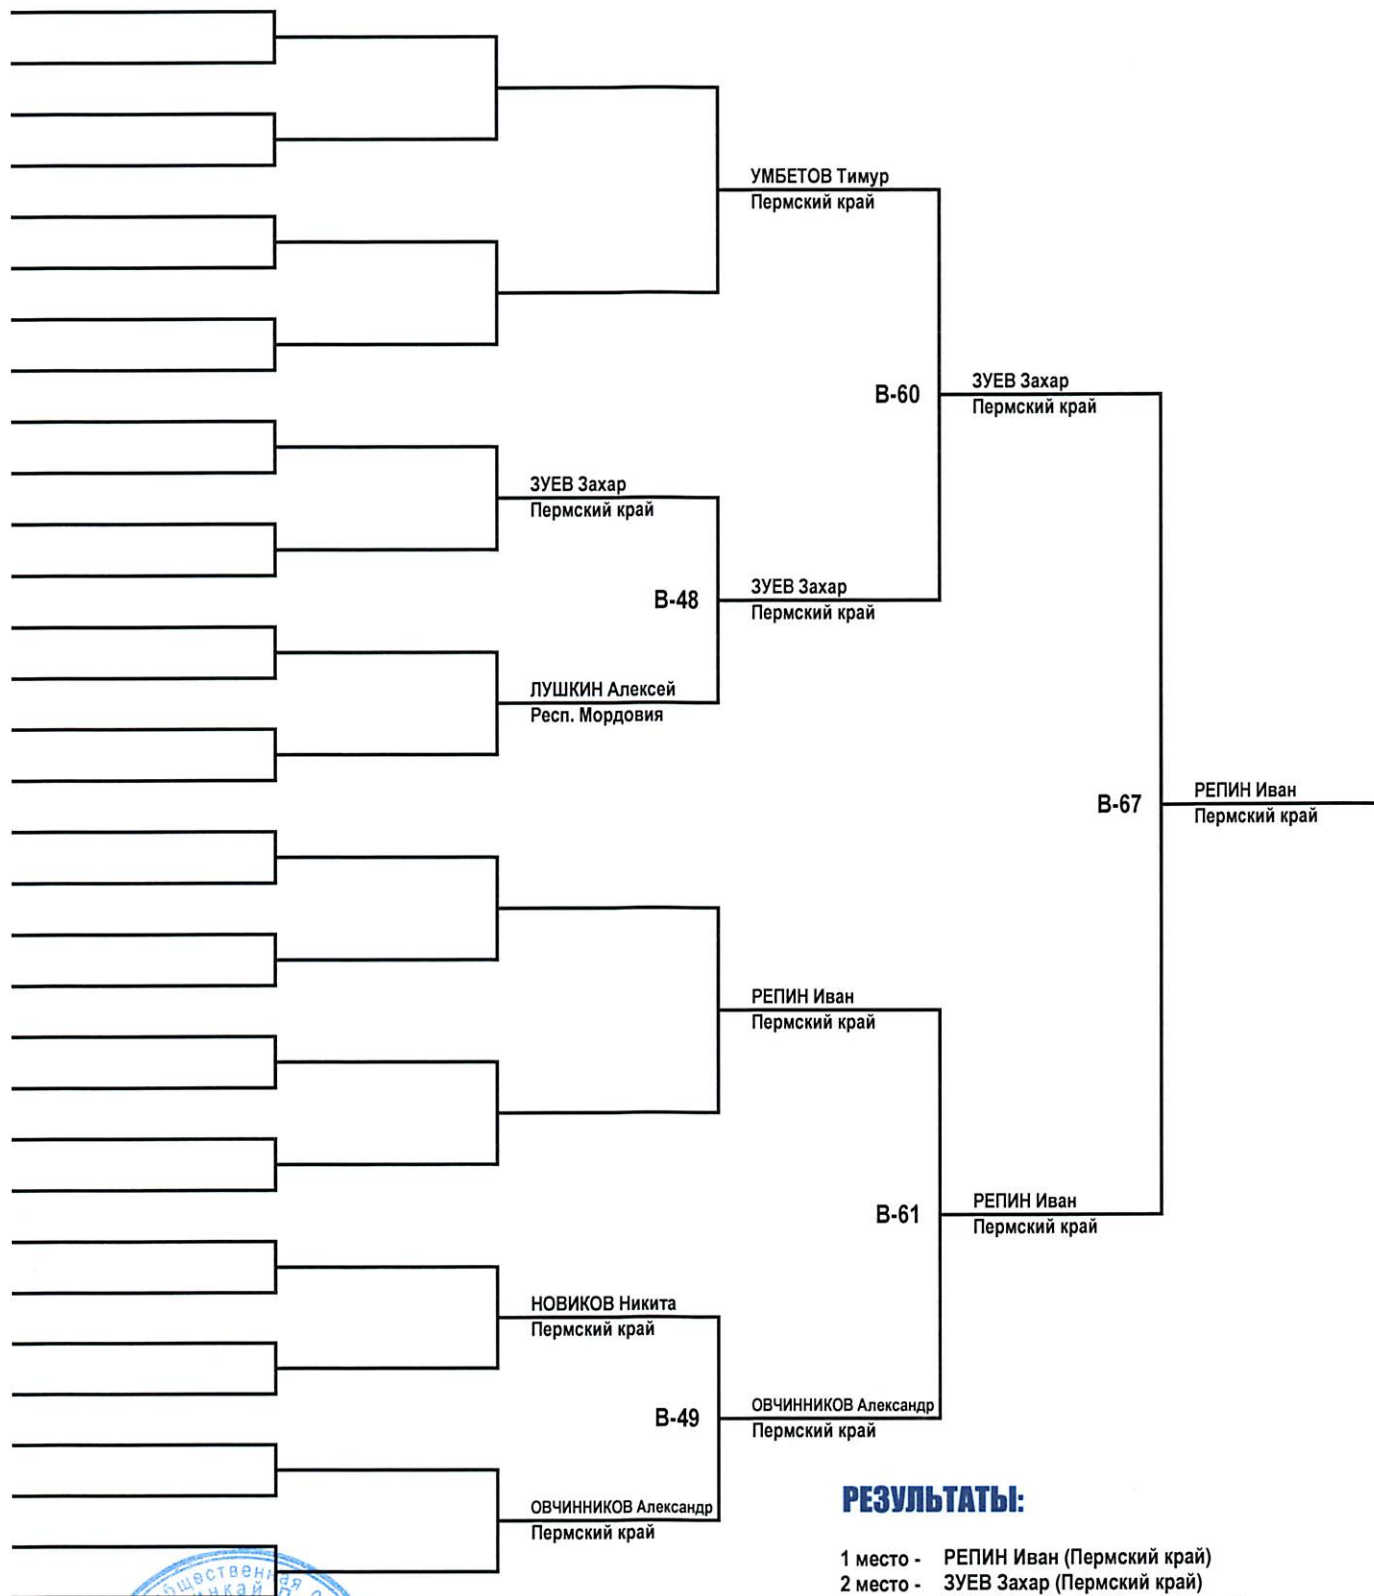 УМБЕТОВ Тимур
Пермский край
В-60
ЗУЕВ Захар
Пермский край
ЗУЕВ Захар
Пермский край
В-48
ЗУЕВ Захар
Пермский край
ЛУШКИН Алексей
Респ. Мордовия
В-67
РЕПИН Иван
Пермский край
РЕПИН Иван
Пермский край
В-61
РЕПИН Иван
Пермский край
НОВИКОВ Никита
Пермский край
В-49
ОВЧИННИКОВ Александр
Пермский край
ОВЧИННИКОВ Александр
Пермский край
РЕЗУЛЬТАТЫ:
1 место - РЕПИН Иван (Пермский край)
2 место - ЗУЕВ Захар (Пермский край)